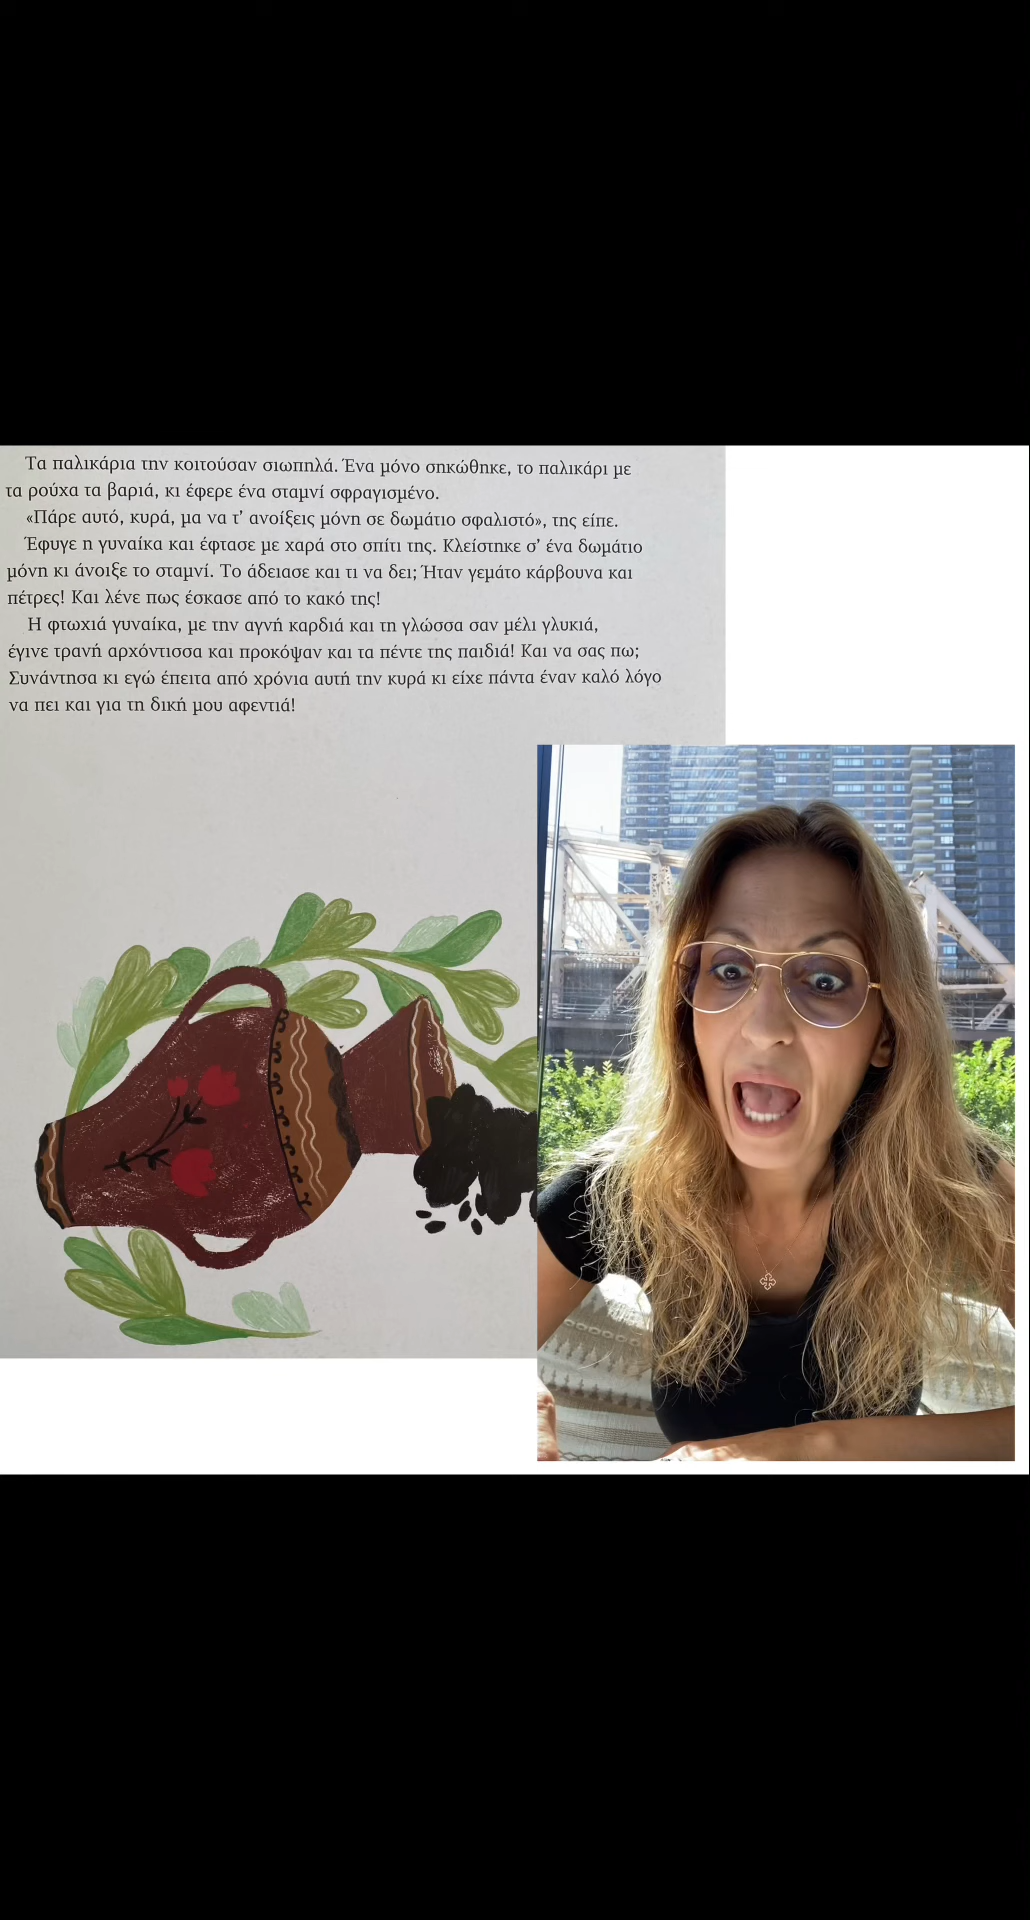 Τα παλικάρια την κοιτούσαν σιωπηλά. Ένα μόνο σηκώθηκε, το παλικάρι με
τα ρούχα τα βαριά, κι έφερε ένα σταμνί σφραγισμένο.
«Πάρε αυτό, κυρά, μα να τ’ ανοίξεις μόνη σε δωμάτιο σφαλιστό», της είπε.
Έφυγε η γυναίκα και έφτασε με χαρά στο σπίτι της. Κλείστηκε σ’ ένα δωμάτιο
μόνη κι άνοιξε το σταμνί. Το άδειασε και τι να δει; Ήταν γεμάτο κάρβουνα και
πέτρες! Και λένε πως έσκασε από το κακό της!
Η φτωχιά γυναίκα, με την αγνή καρδιά και τη γλώσσα σαν μέλι γλυκιά,
έγινε τρανή αρχόντισσα και προκόψαν και τα πέντε της παιδιά! Και να σας πω;
Συνάντησα κι εγώ έπειτα από χρόνια αυτή την κυρά κι είχε πάντα έναν καλό λόγο
να πει και για τη δική μου αφεντιά!